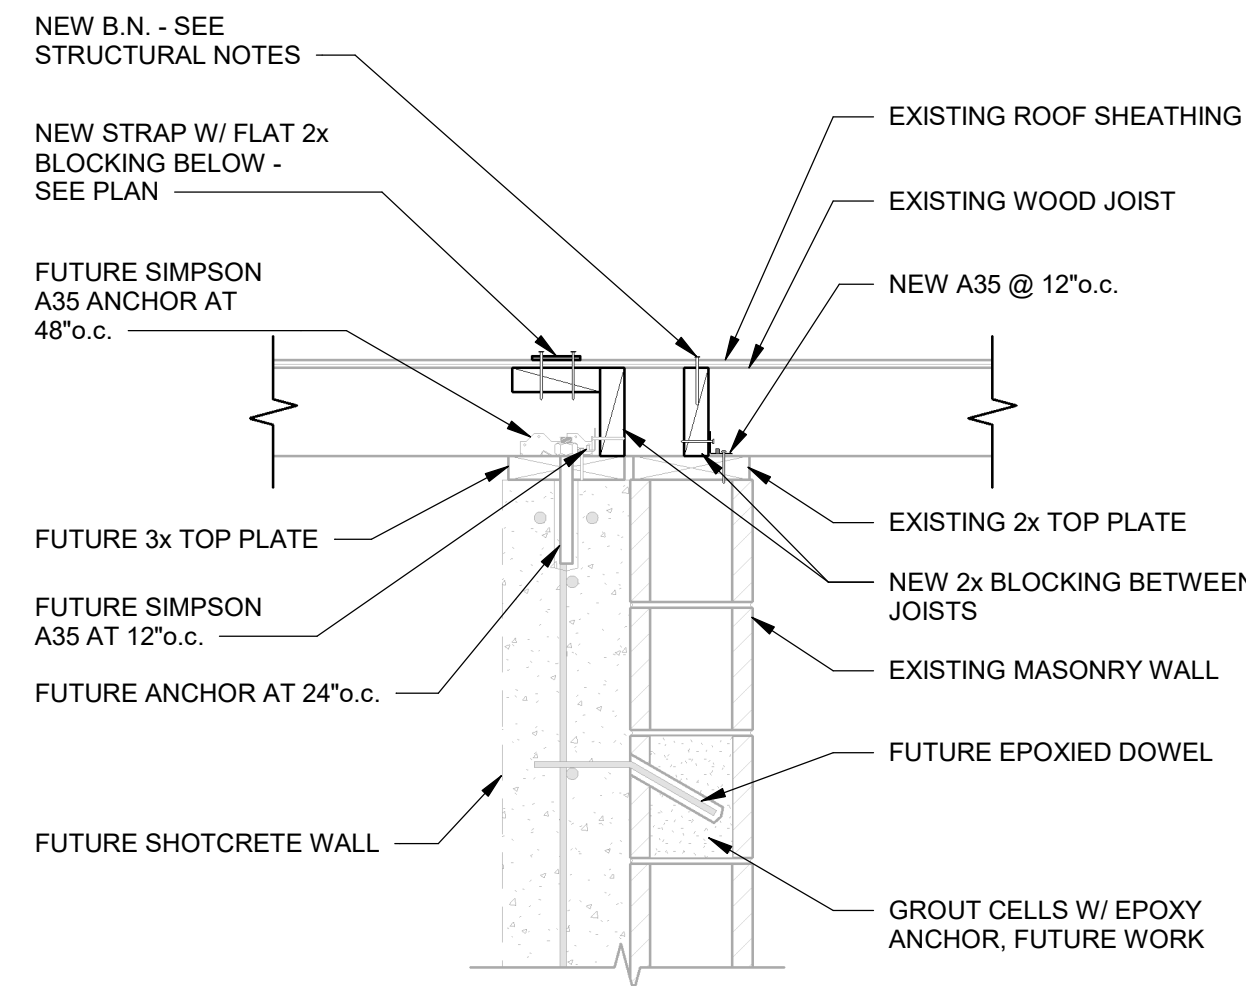 NEW B.N. - SEE
STRUCTURAL NOTES
NEW STRAP W/ FLAT 2x
BLOCKING BELOW -
SEE PLAN
FUTURE SIMPSON
A35 ANCHOR AT
48"o.c.
FUTURE 3x TOP PLATE
FUTURE SIMPSON
A35 AT 12"o.c.
FUTURE ANCHOR AT 24"o.c.
FUTURE SHOTCRETE WALL
EXISTING ROOF SHEATHING
EXISTING WOOD JOIST
NEW A35 @ 12"o.c.
EXISTING 2x TOP PLATE
NEW 2x BLOCKING BETWEEN
JOISTS
EXISTING MASONRY WALL
FUTURE EPOXIED DOWEL
GROUT CELLS W/ EPOXY
ANCHOR, FUTURE WORK